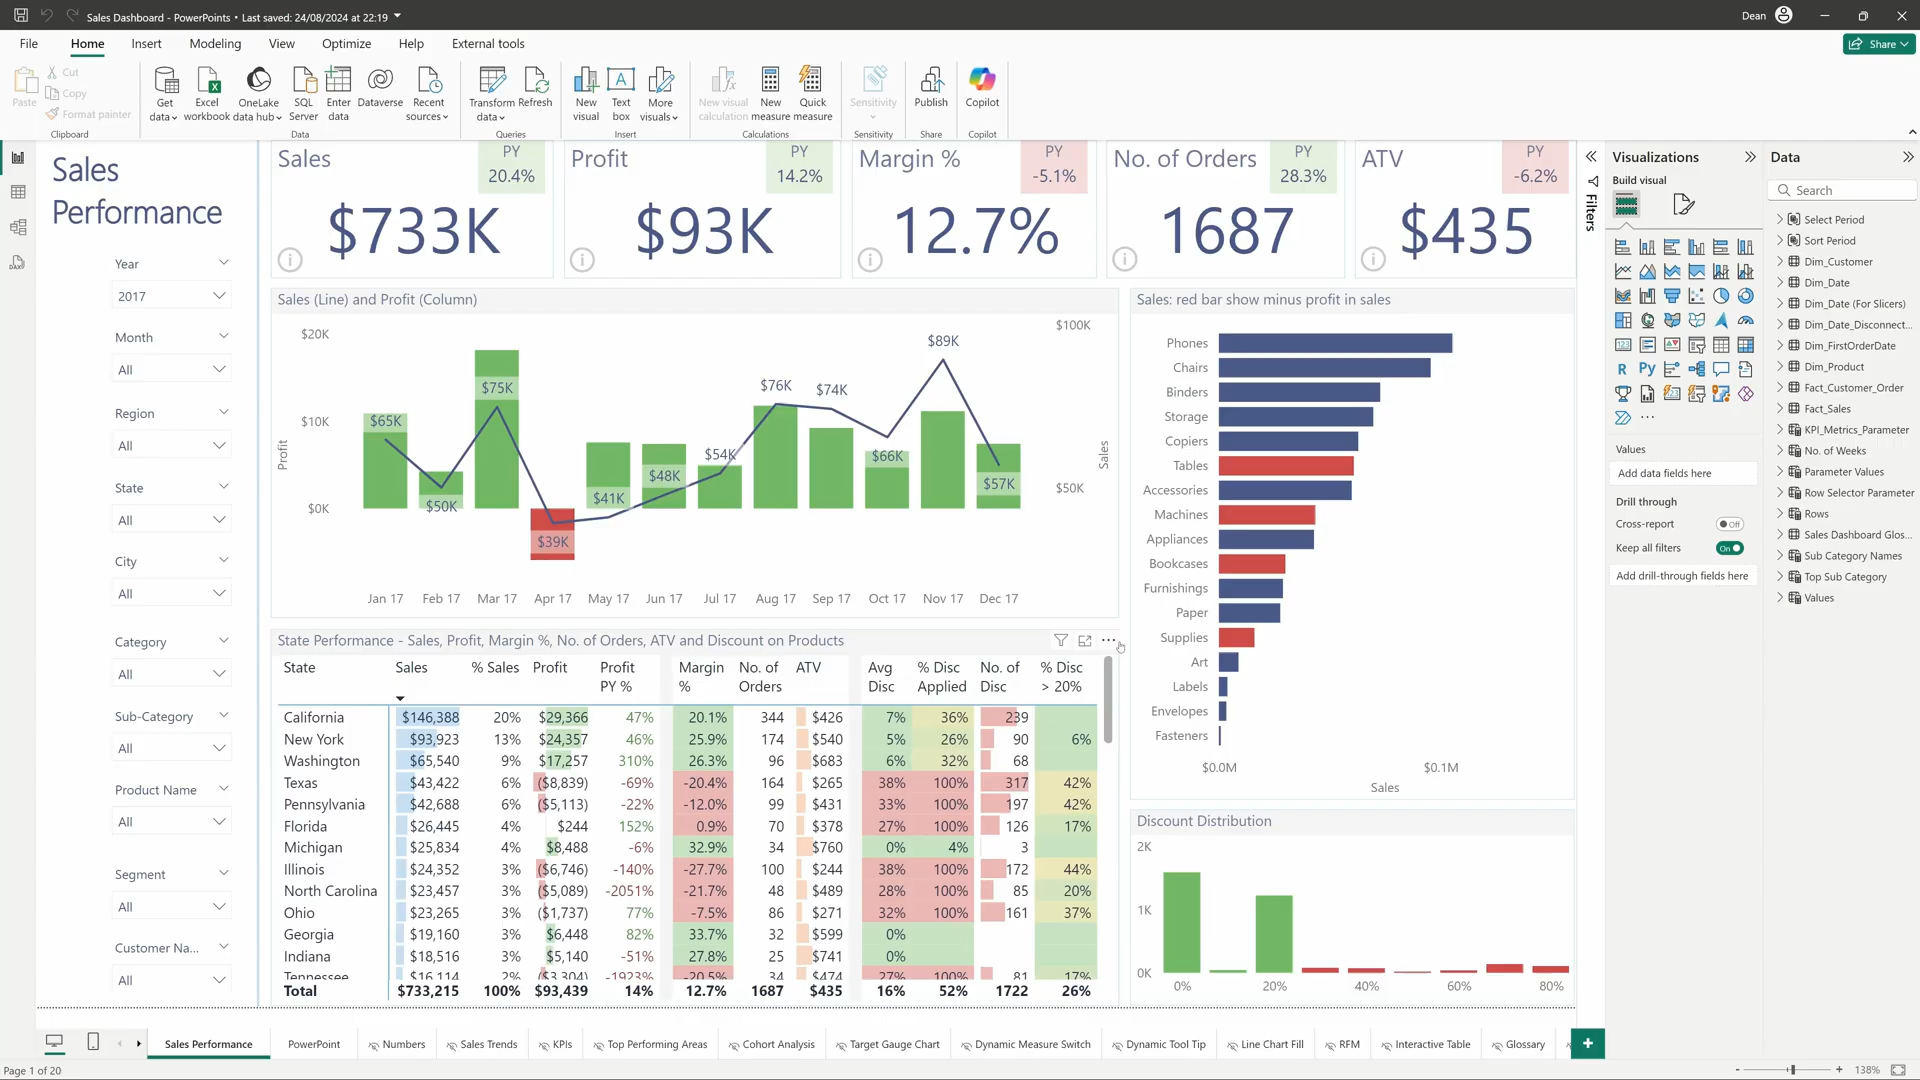 Sales Dashboard - PowerPoints • Last saved: 24/08/2024 at 22:19
Dean
File Home Insert Modeling View Optimize Help External tools
Share
Paste
Cut
Copy
Format painter
Clipboard
Get data
Excel workbook
OneLake data hub
SQL Server
Enter data
Dataverse
Recent sources
Data
Transform data
Refresh
Queries
New visual
Text box
More visuals
Insert
New visual calculation
New measure
Quick measure
Calculations
Sensitivity
Sensitivity
Publish
Share
Copilot
Copilot
Sales
Performance
Year
2017
Month
All
Region
All
State
All
City
All
Category
All
Sub-Category
All
Product Name
All
Segment
All
Customer Na...
All
Sales
PY
20.4%
$733K
Profit
PY
14.2%
$93K
Margin %
PY
-5.1%
12.7%
No. of Orders
PY
28.3%
1687
ATV
PY
-6.2%
$435
Sales (Line) and Profit (Column)
$20K
$10K
$0K
Profit
$100K
$50K
Sales
$65K
$50K
$75K
$39K
$41K
$48K
$54K
$76K
$74K
$66K
$89K
$57K
Jan 17 Feb 17 Mar 17 Apr 17 May 17 Jun 17 Jul 17 Aug 17 Sep 17 Oct 17 Nov 17 Dec 17
Sales: red bar show minus profit in sales
Phones
Chairs
Binders
Storage
Copiers
Tables
Accessories
Machines
Appliances
Bookcases
Furnishings
Paper
Supplies
Art
Labels
Envelopes
Fasteners
$0.0M $0.1M
Sales
State Performance - Sales, Profit, Margin %, No. of Orders, ATV and Discount on Products
State Sales % Sales Profit Profit PY % Margin % No. of Orders ATV Avg Disc % Disc Applied No. of Disc % Disc > 20%
California $146,388 20% $29,366 47% 20.1% 344 $426 7% 36% 239
New York $93,923 13% $24,357 46% 25.9% 174 $540 5% 26% 90 6%
Washington $65,540 9% $17,257 310% 26.3% 96 $683 6% 32% 68
Texas $43,422 6% ($8,839) -69% -20.4% 164 $265 38% 100% 317 42%
Pennsylvania $42,688 6% ($5,113) -22% -12.0% 99 $431 33% 100% 197 42%
Florida $26,445 4% $244 152% 0.9% 70 $378 27% 100% 126 17%
Michigan $25,834 4% $8,488 -6% 32.9% 34 $760 0% 4% 3
Illinois $24,352 3% ($6,746) -140% -27.7% 100 $244 38% 100% 172 44%
North Carolina $23,457 3% ($5,089) -2051% -21.7% 48 $489 28% 100% 85 20%
Ohio $23,265 3% ($1,737) 77% -7.5% 86 $271 32% 100% 161 37%
Georgia $19,160 3% $6,448 82% 33.7% 32 $599 0%
Indiana $18,516 3% $5,140 -51% 27.8% 25 $741 0%
Tennessee $16,114 2% ($3,304) -1923% -20.5% 34 $474 27% 100% 81 17%
Total $733,215 100% $93,439 14% 12.7% 1687 $435 16% 52% 1722 26%
Discount Distribution
2K
1K
0K
0% 20% 40% 60% 80%
Filters
Visualizations
Build visual
R Py
123
Values
Add data fields here
Drill through
Cross-report
Off
Keep all filters
On
Add drill-through fields here
Data
Search
Select Period
Sort Period
Dim_Customer
Dim_Date
Dim_Date (For Slicers)
Dim_Date_Disconnect...
Dim_FirstOrderDate
Dim_Product
Fact_Customer_Order
Fact_Sales
KPI_Metrics_Parameter
No. of Weeks
Parameter Values
Row Selector Parameter
Rows
Sales Dashboard Glos...
Sub Category Names
Top Sub Category
Values
Sales Performance PowerPoint Numbers Sales Trends KPIs Top Performing Areas Cohort Analysis Target Gauge Chart Dynamic Measure Switch Dynamic Tool Tip Line Chart Fill RFM Interactive Table Glossary
Page 1 of 20
138%